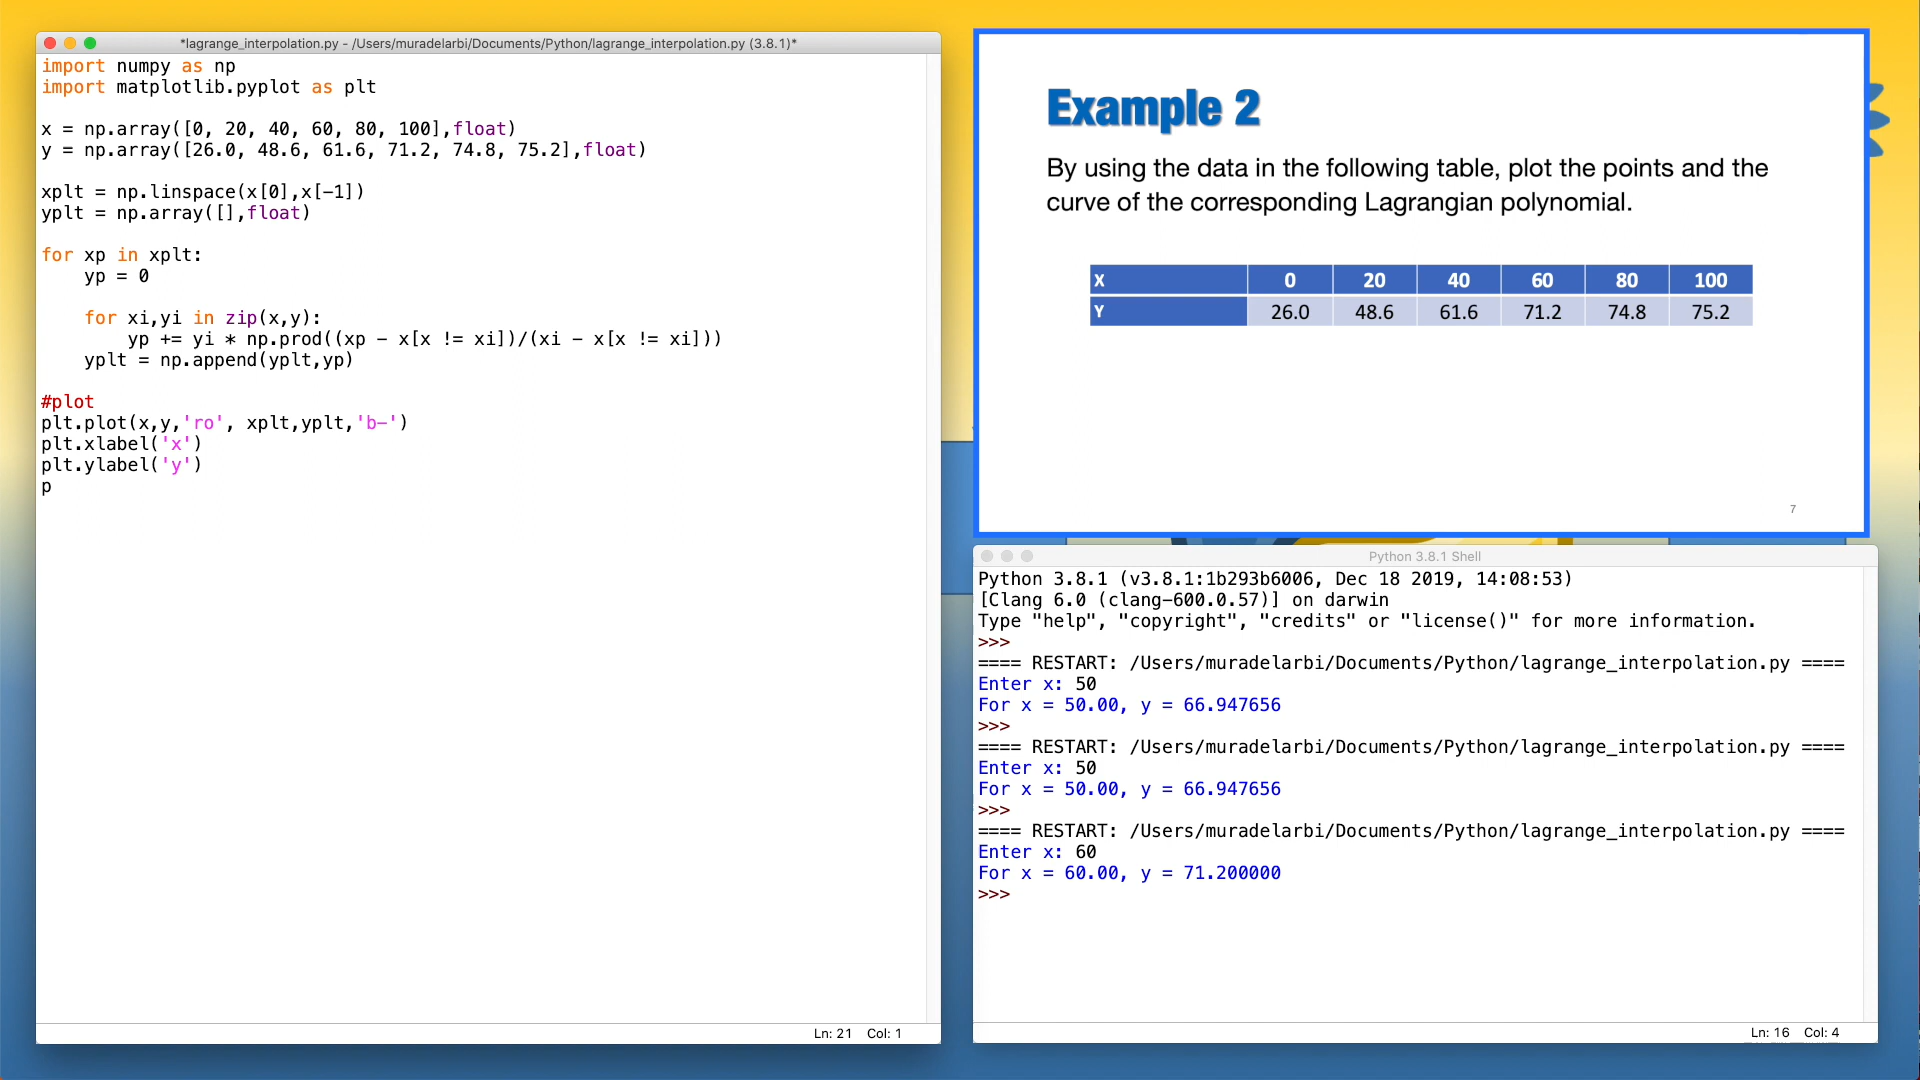 *lagrange_interpolation.py - /Users/muradelarbi/Documents/Python/lagrange_interpolation.py (3.8.1)*
import numpy as np
import matplotlib.pyplot as plt
x = np.array([0, 20, 40, 60, 80, 100],float)
y = np.array([26.0, 48.6, 61.6, 71.2, 74.8, 75.2],float)
xplt = np.linspace(x[0],x[-1])
yplt = np.array([],float)
for xp in xplt:
    yp = 0
    for xi,yi in zip(x,y):
        yp += yi * np.prod((xp - x[x != xi])/(xi - x[x != xi]))
    yplt = np.append(yplt,yp)
#plot
plt.plot(x,y,'ro', xplt,yplt,'b-')
plt.xlabel('x')
plt.ylabel('y')
p
Ln: 21 Col: 1
Example 2
By using the data in the following table, plot the points and the
curve of the corresponding Lagrangian polynomial.
X 0 20 40 60 80 100
Y 26.0 48.6 61.6 71.2 74.8 75.2
7
Python 3.8.1 Shell
Python 3.8.1 (v3.8.1:1b293b6006, Dec 18 2019, 14:08:53)
[Clang 6.0 (clang-600.0.57)] on darwin
Type "help", "copyright", "credits" or "license()" for more information.
>>>
==== RESTART: /Users/muradelarbi/Documents/Python/lagrange_interpolation.py ====
Enter x: 50
For x = 50.00, y = 66.947656
>>>
==== RESTART: /Users/muradelarbi/Documents/Python/lagrange_interpolation.py ====
Enter x: 50
For x = 50.00, y = 66.947656
>>>
==== RESTART: /Users/muradelarbi/Documents/Python/lagrange_interpolation.py ====
Enter x: 60
For x = 60.00, y = 71.200000
>>>
Ln: 16 Col: 4